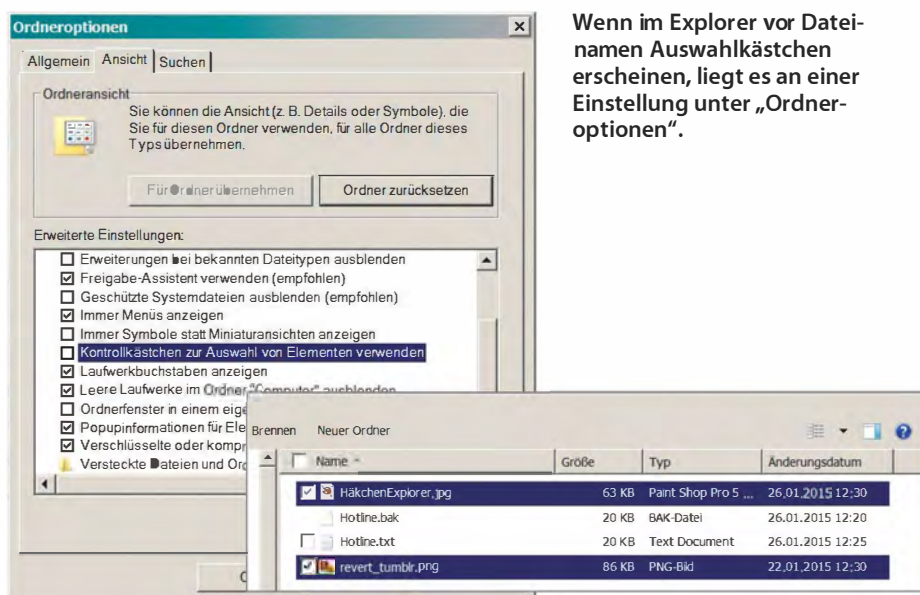 Ordneroptionen
Allgemein Ansicht Suchen
Ordneransicht
Sie können die Ansicht (z. B. Details oder Symbole), die
Sie für diesen Ordner verwenden, für alle Ordner dieses
Typs übernehmen.
Für Ordner übernehmen Ordner zurücksetzen
Erweiterte Einstellungen:
Erweiterungen bei bekannten Dateitypen ausblenden
Freigabe-Assistent verwenden (empfohlen)
Geschützte Systemdateien ausblenden (empfohlen)
Immer Menüs anzeigen
Immer Symbole statt Miniaturansichten anzeigen
Kontrollkästchen zur Auswahl von Elementen verwenden
Laufwerkbuchstaben anzeigen
Leere Laufwerke im Ordner "Computer" ausblenden
Ordnerfenster in einem eige
Popupinformationen für Ele
Verschlüsselte oder kompr
Versteckte Dateien und Ord
Wenn im Explorer vor Datei-
namen Auswahlkästchen
erscheinen, liegt es an einer
Einstellung unter „Ordner-
optionen“.
Brennen Neuer Ordner
Name Größe Typ Änderungsdatum
HäkchenExplorer.jpg 63 KB Paint Shop Pro 5 ... 26.01.2015 12:30
Hotline.bak 20 KB BAK-Datei 26.01.2015 12:20
Hotline.txt 20 KB Text Document 26.01.2015 12:25
revert_tumblr.png 86 KB PNG-Bild 22.01.2015 12:30